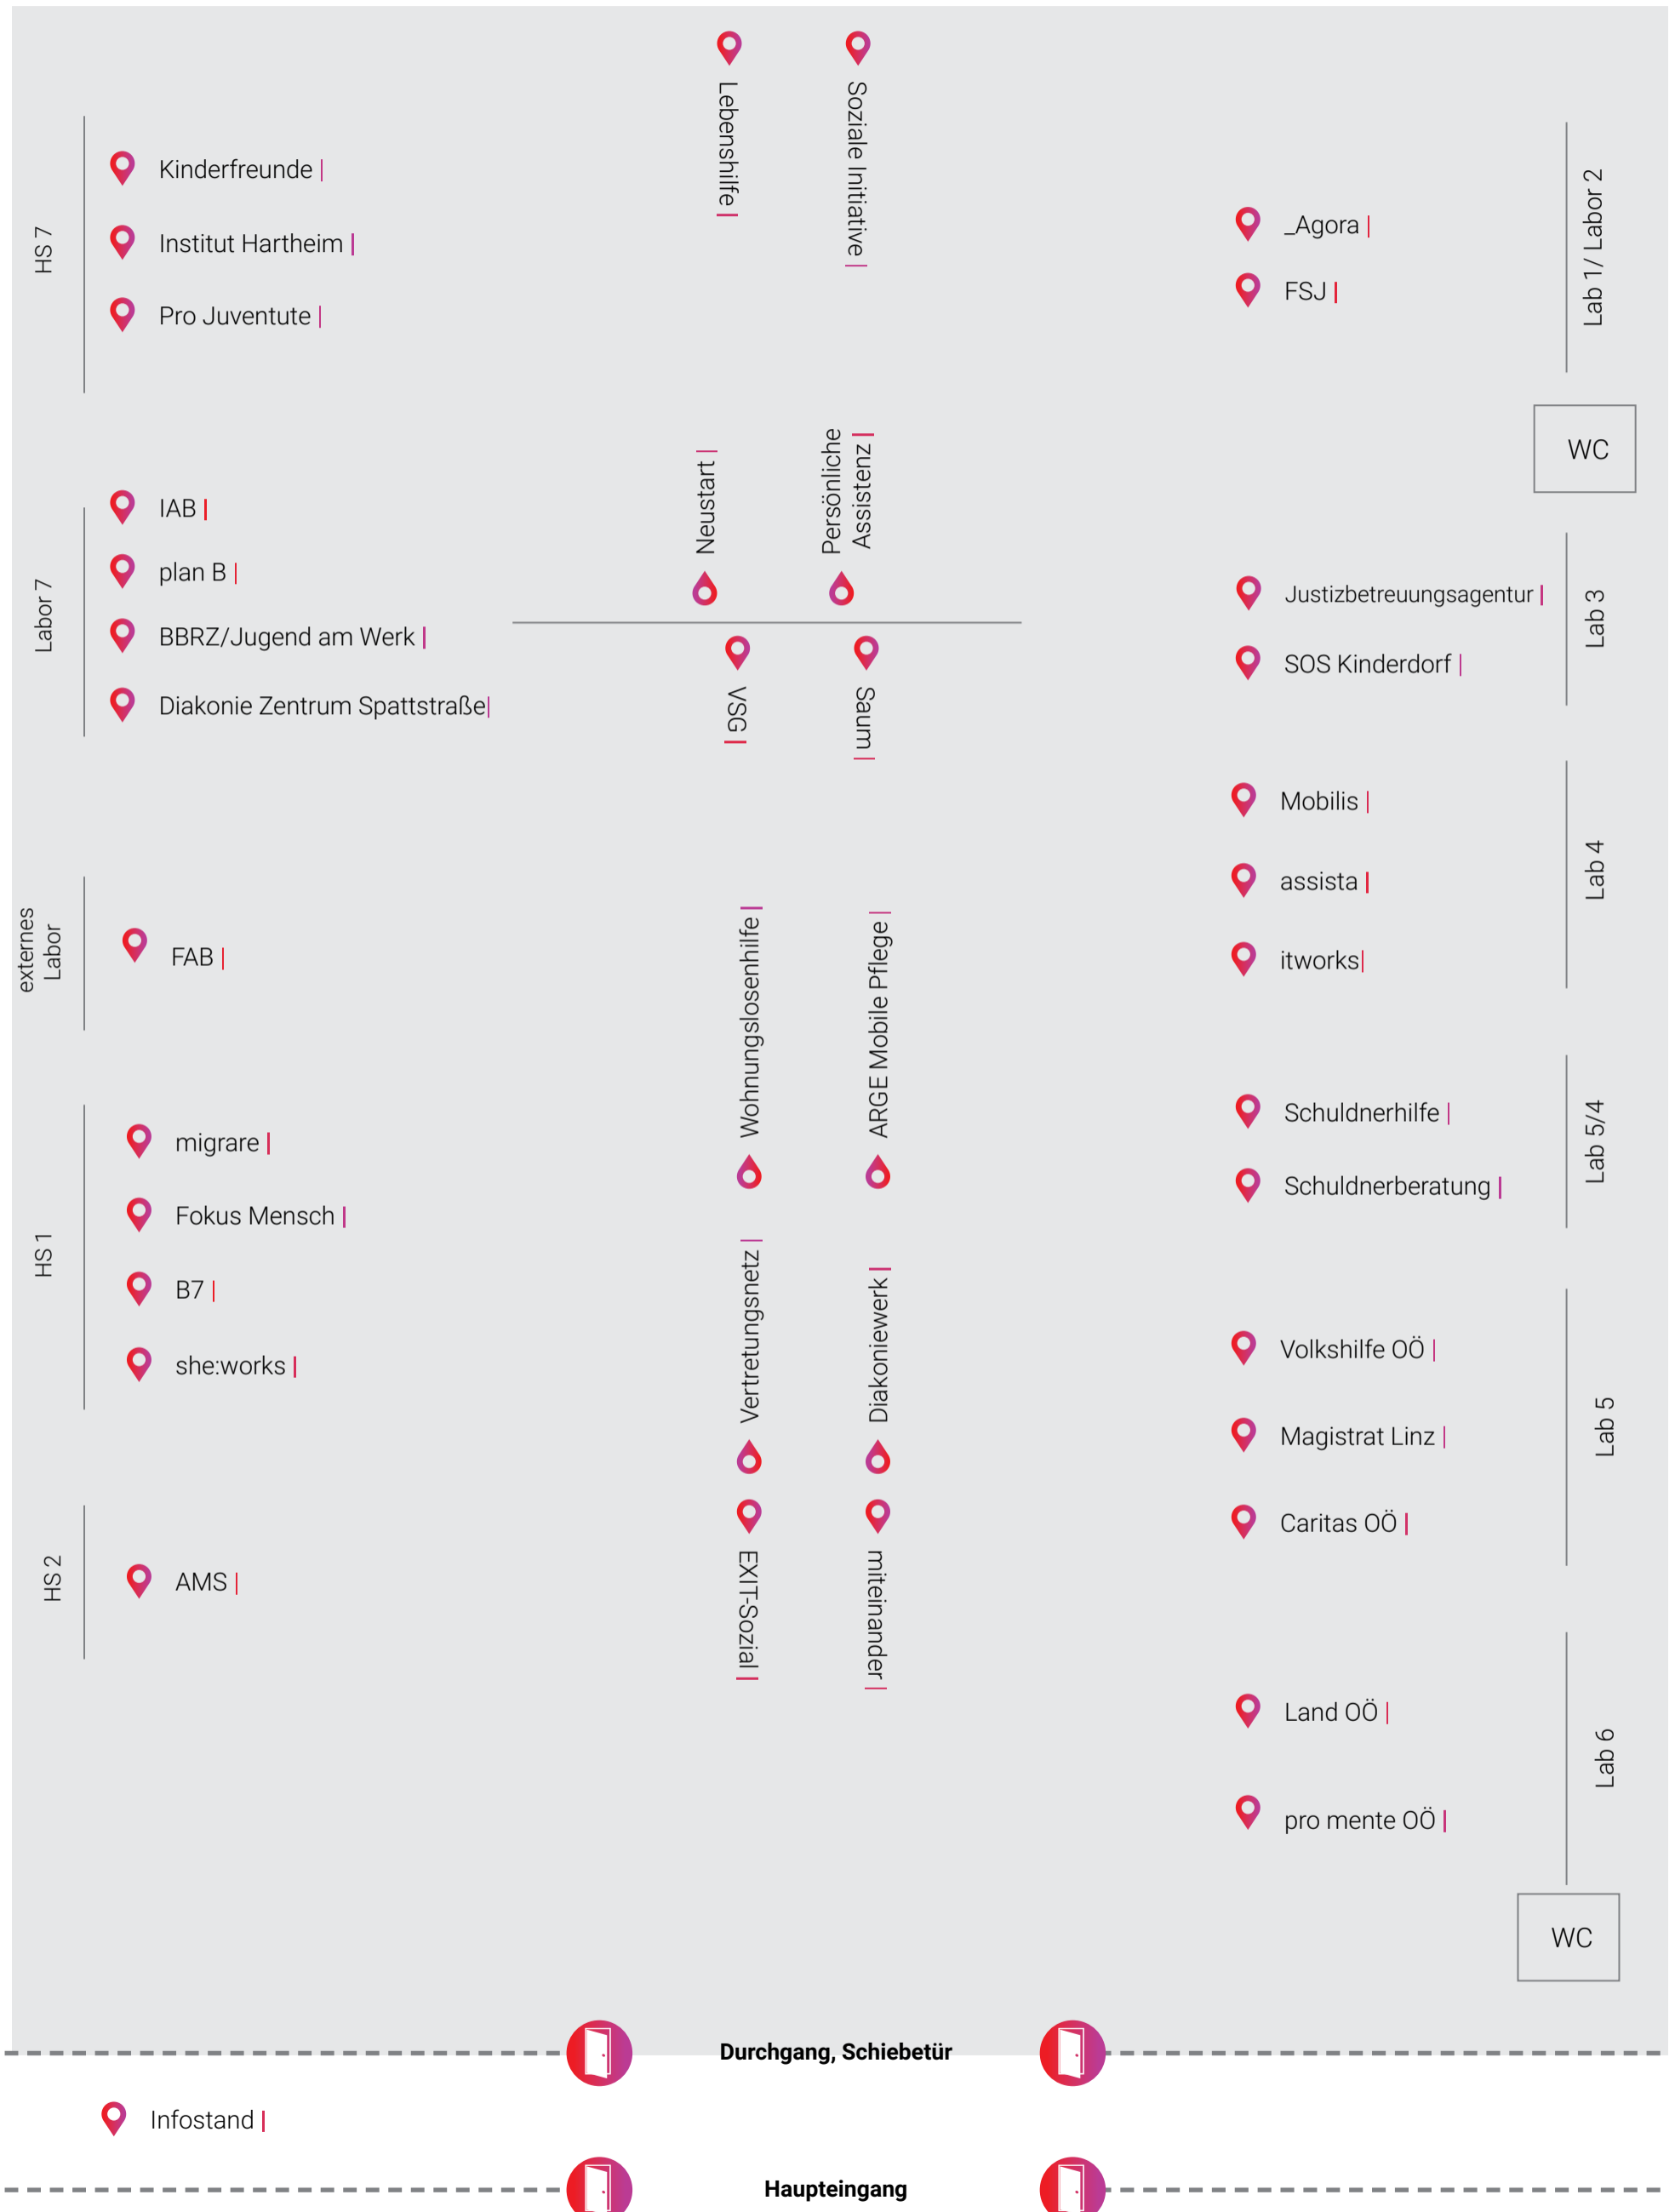 HS 7
Kinderfreunde
Institut Hartheim
Pro Juventute
Labor 7
IAB
plan B
BBRZ/Jugend am Werk
Diakonie Zentrum Spattstraße
externes
Labor
FAB
HS 1
migrare
Fokus Mensch
B7
she:works
HS 2
AMS
Lebenshilfe
Soziale Initiative
Neustart
Persönliche
Assistenz
VSG
Saum
Wohnungslosenhilfe
ARGE Mobile Pflege
Vertretungsnetz
Diakoniewerk
EXIT-Sozial
miteinander
Lab 1/ Labor 2
_Agora
FSJ
WC
Lab 3
Justizbetreuungsagentur
SOS Kinderdorf
Lab 4
Mobilis
assista
itworks
Lab 5/4
Schuldnerhilfe
Schuldnerberatung
Lab 5
Volkshilfe OÖ
Magistrat Linz
Caritas OÖ
Lab 6
Land OÖ
pro mente OÖ
WC
Durchgang, Schiebetür
Infostand
Haupteingang